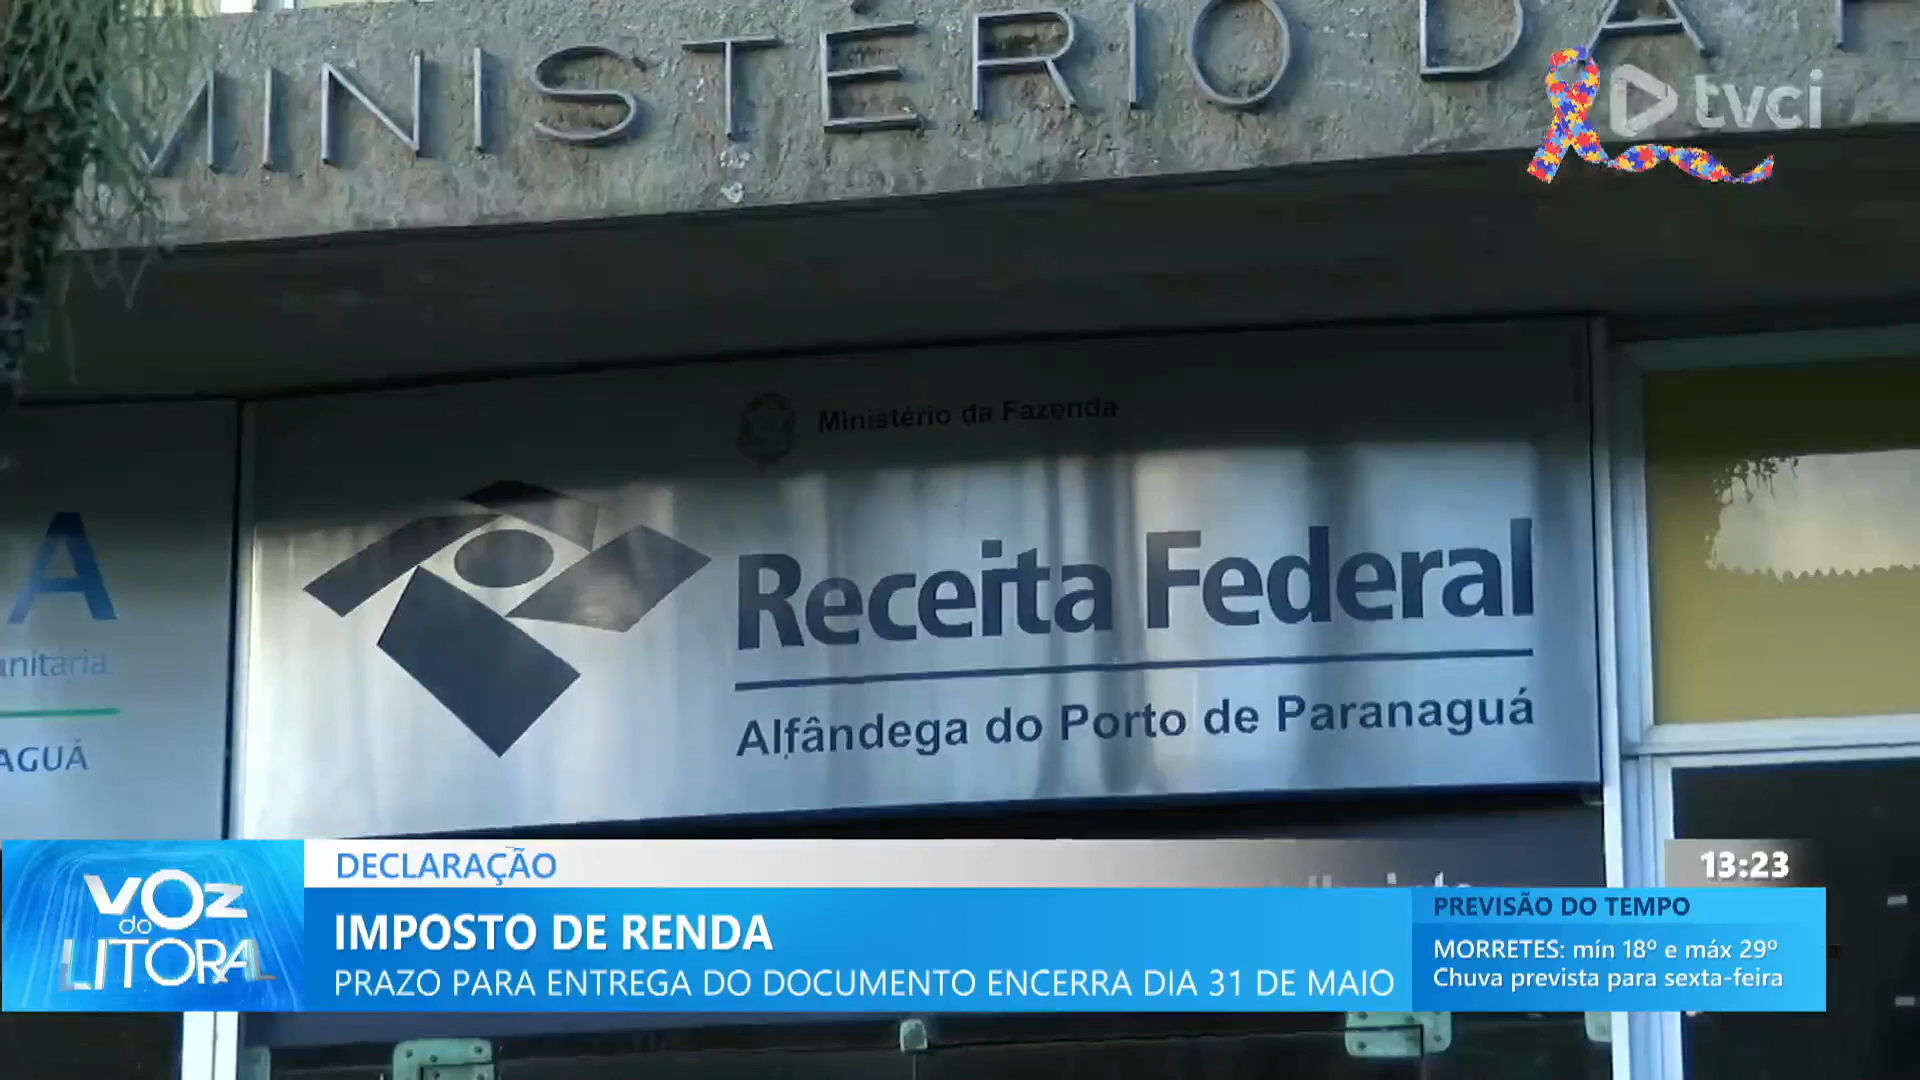 MINISTÉRIO DA
tvci
Ministério da Fazenda
Receita Federal
Alfândega do Porto de Paranaguá
A
anitária
AGUÁ
DECLARAÇÃO
IMPOSTO DE RENDA
PRAZO PARA ENTREGA DO DOCUMENTO ENCERRA DIA 31 DE MAIO
VOZ
do
LITORAL
13:23
PREVISÃO DO TEMPO
MORRETES: mín 18º e máx 29º
Chuva prevista para sexta-feira